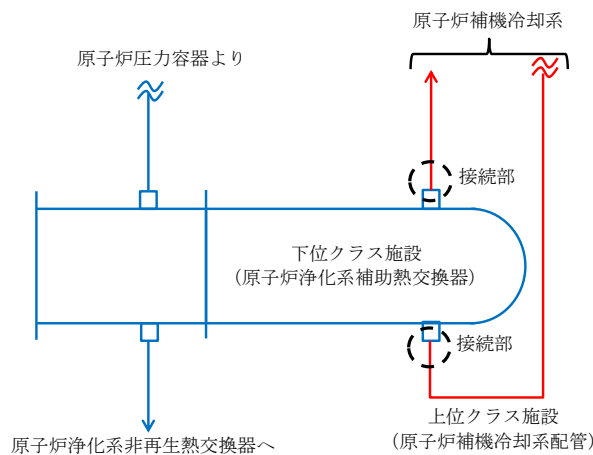 原子炉補機冷却系
原子炉圧力容器より
接続部
下位クラス施設
（原子炉浄化系補助熱交換器）
接続部
上位クラス施設
（原子炉補機冷却系配管）
原子炉浄化系非再生熱交換器へ